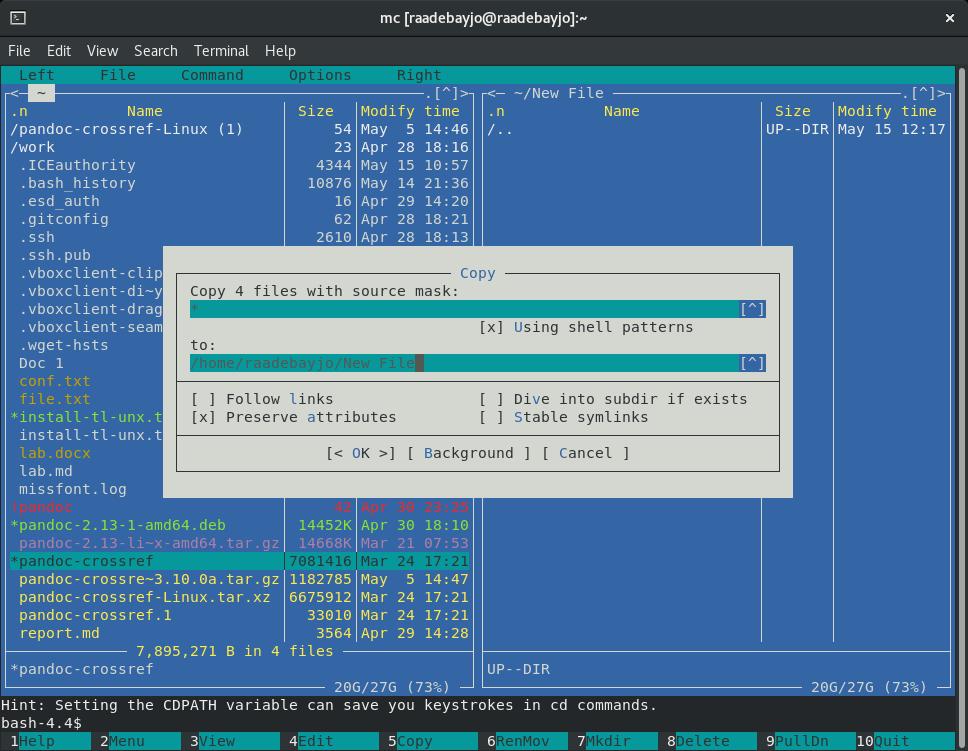 mc [raadebayjo@raadebayjo]:~
File Edit View Search Terminal Help
Left File Command Options Right
<─ ~ .[^]> <─ ~/New File .[^]>
.n Name Size Modify time .n Name Size Modify time
/pandoc-crossref-Linux (1) 54 May 5 14:46 /.. UP--DIR May 15 12:17
/work 23 Apr 28 18:16
.ICEauthority 4344 May 15 10:57
.bash_history 10876 May 14 21:36
.esd_auth 16 Apr 29 14:20
.gitconfig 62 Apr 28 18:21
.ssh 2610 Apr 28 18:13
.ssh.pub
.vboxclient-clip
.vboxclient-di~y
.vboxclient-drag
.vboxclient-seam
.wget-hsts
Doc 1
conf.txt
file.txt
*install-tl-unx.t
install-tl-unx.t
lab.docx
lab.md
missfont.log
Copy
Copy 4 files with source mask:
* [^]
[x] Using shell patterns
to:
/home/raadebayjo/New File [^]
[ ] Follow links [ ] Dive into subdir if exists
[x] Preserve attributes [ ] Stable symlinks
[< OK >] [ Background ] [ Cancel ]
!pandoc 42 Apr 30 23:25
*pandoc-2.13-1-amd64.deb 14452K Apr 30 18:10
pandoc-2.13-li~x-amd64.tar.gz 14668K Mar 21 07:53
*pandoc-crossref 7081416 Mar 24 17:21
pandoc-crossre~3.10.0a.tar.gz 1182785 May 5 14:47
pandoc-crossref-Linux.tar.xz 6675912 Mar 24 17:21
pandoc-crossref.1 33010 Mar 24 17:21
report.md 3564 Apr 29 14:28
7,895,271 B in 4 files
*pandoc-crossref UP--DIR
20G/27G (73%) 20G/27G (73%)
Hint: Setting the CDPATH variable can save you keystrokes in cd commands.
bash-4.4$
1Help 2Menu 3View 4Edit 5Copy 6RenMov 7Mkdir 8Delete 9PullDn 10Quit